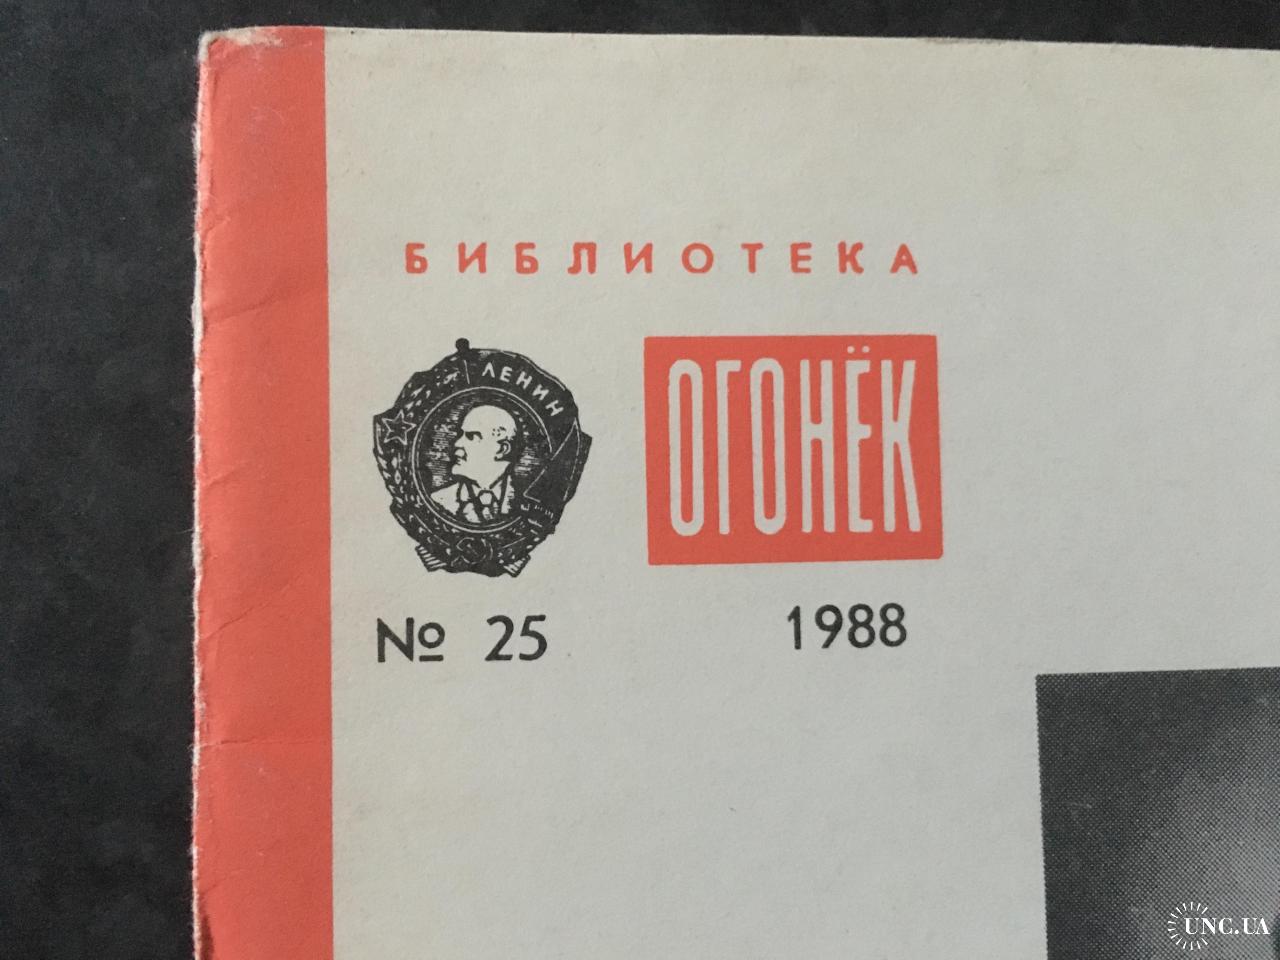 БИБЛИОТЕКА
ЛЕНИН
ОГОНЁК
№ 25
1988
UNC.UA